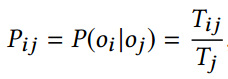 P_{ij} = P(o_i|o_j) = \frac{T_{ij}}{T_j}.